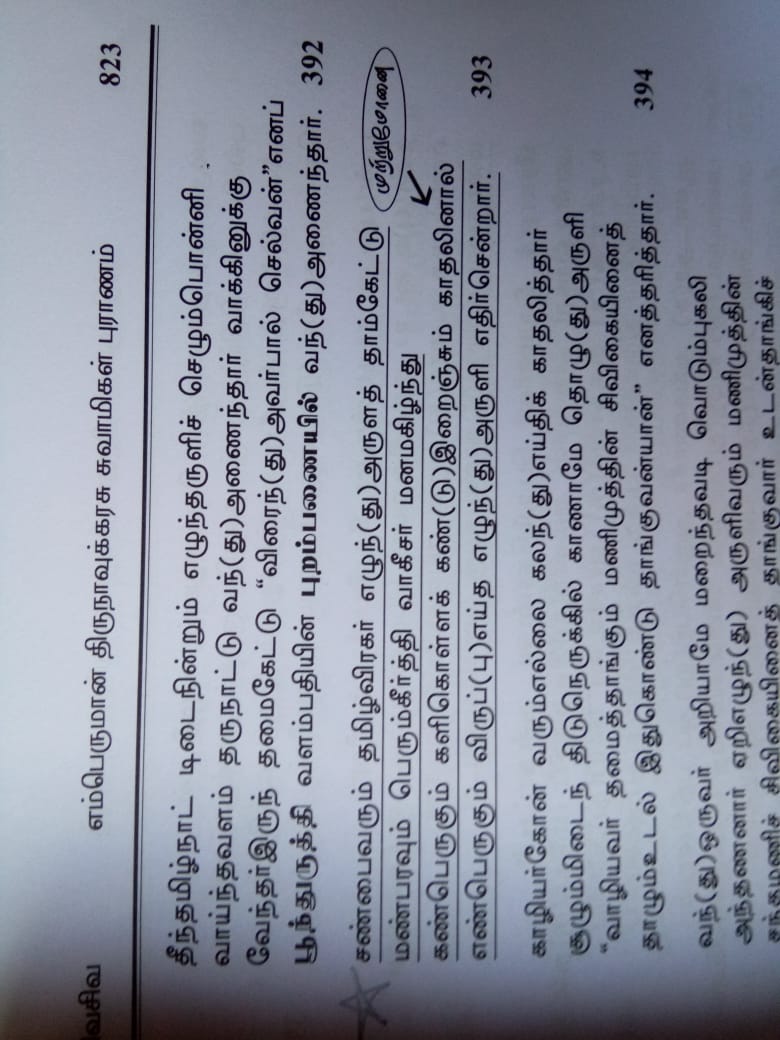 வசிவ எம்பெருமான் திருநாவுக்கரசு சுவாமிகள் புராணம் 823
தீந்தமிழ்நாட் டிடைநின்றும் எழுந்தருளிச் செழும்பொன்னி
வாய்ந்தவளம் தருநாட்டு வந்(து)அணைந்தார் வாக்கினுக்கு
வேந்தர்இருந் தமைகேட்டு “விரைந்(து)அவர்பால் செல்வன்”எனப்
பூந்துருத்தி வளம்பதியின் புறம்பணையில் வந்(து)அணைந்தார். 392
சண்பைவரும் தமிழ்விரகர் எழுந்(து)அருளத் தாம்கேட்டு முற்றுமோனை
மண்பரவும் பெரும்கீர்த்தி வாகீசர் மனமகிழ்ந்து
கண்பெருகும் களிகொள்ளக் கண்(டு)இறைஞ்சும் காதலினால்
எண்பெருகும் விருப்(பு)எய்த எழுந்(து)அருளி எதிர்சென்றார். 393
காழியர்கோன் வரும்எல்லை கலந்(து)எய்திக் காதலித்தார்
சூழும்மிடைந் திடுநெருக்கில் காணாமே தொழு(து)அருளி
“வாழியவர் தமைத்தாங்கும் மணிமுத்தின் சிவிகையினைத்
தாழும்உடல் இதுகொண்டு தாங்குவன்யான்” எனத்தரித்தார். 394
வந்(து)ஒருவர் அறியாமே மறைந்தவடி வொடும்புகலி
அந்தணனார் ஏறிஎழுந்(து) அருளிவரும் மணிமுத்தின்
சந்தமணிச் சிவிகையினைத் தாங்குவார் உடன்தாங்கிச்